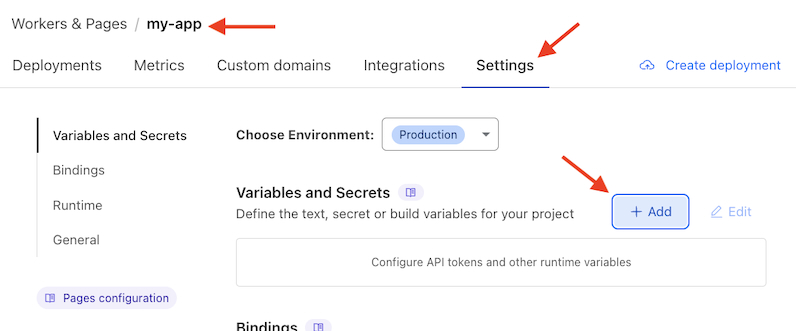 Workers & Pages / my-app
Deployments Metrics Custom domains Integrations Settings Create deployment
Variables and Secrets
Bindings
Runtime
General
Pages configuration
Choose Environment: Production
Variables and Secrets
Define the text, secret or build variables for your project
+ Add Edit
Configure API tokens and other runtime variables
Bindings